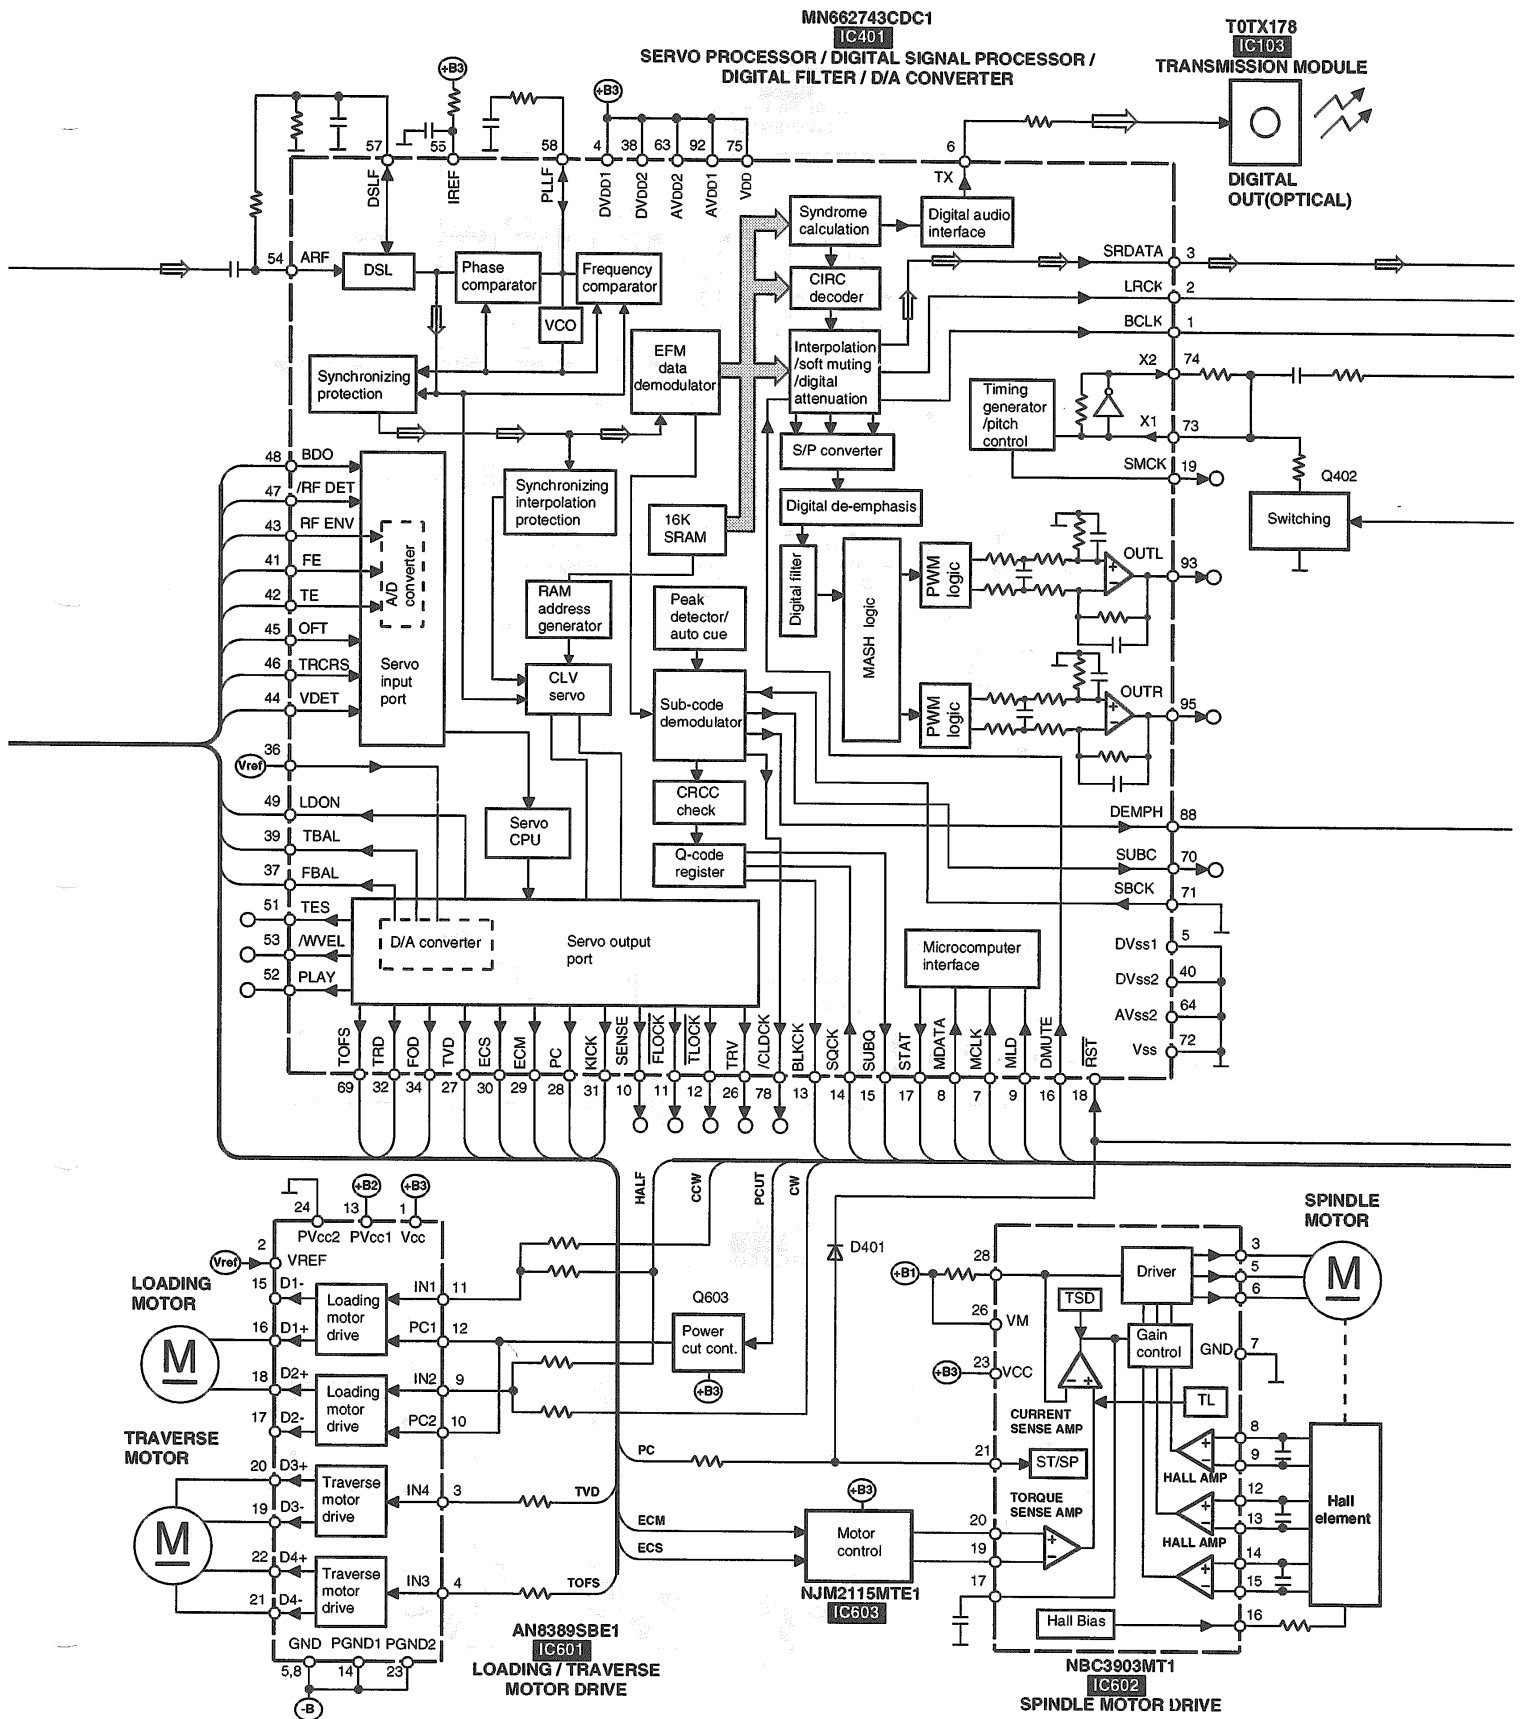 MN662743CDC1
IC401
SERVO PROCESSOR / DIGITAL SIGNAL PROCESSOR /
DIGITAL FILTER / D/A CONVERTER
T0TX178
IC103
TRANSMISSION MODULE
DIGITAL
OUT(OPTICAL)
+B3
+B3
57
55
58
4
38
63
92
75
6
DSLF
IREF
PLLF
DVDD1
DVDD2
AVDD2
AVDD1
VDD
TX
54
ARF
DSL
Phase
comparator
Frequency
comparator
VCO
Synchronizing
protection
EFM
data
demodulator
Syndrome
calculation
Digital audio
interface
CIRC
decoder
Interpolation
/soft muting
/digital
attenuation
S/P converter
Digital de-emphasis
Digital filter
MASH logic
PWM
logic
PWM
logic
Timing
generator
/pitch
control
SRDATA
3
LRCK
2
BCLK
1
X2
74
X1
73
SMCK
19
Q402
Switching
OUTL
93
OUTR
95
48
BDO
47
/RF DET
43
RF ENV
41
FE
42
TE
45
OFT
46
TRCRS
44
VDET
A/D
converter
Servo
input
port
Synchronizing
interpolation
protection
16K
SRAM
RAM
address
generator
Peak
detector/
auto cue
CLV
servo
Sub-code
demodulator
CRCC
check
Q-code
register
Servo
CPU
Vref
36
49
LDON
39
TBAL
37
FBAL
51
TES
53
/WVEL
52
PLAY
D/A converter
Servo output
port
Microcomputer
interface
DEMPH
88
SUBC
70
SBCK
71
DVss1
5
DVss2
40
AVss2
64
Vss
72
TOFS
TRD
FOD
TVD
ECS
ECM
PC
KICK
SENSE
FLOCK
TLOCK
TRV
/CLDCK
BLKCK
SQCK
SUBQ
STAT
MDATA
MCLK
MLD
DMUTE
RST
69
32
34
27
30
29
28
31
10
11
12
26
78
13
14
15
17
8
7
9
16
18
HALF
CCW
PCUT
CW
+B2
+B3
24
13
1
PVcc2
PVcc1
Vcc
Vref
2
VREF
LOADING
MOTOR
M
15
D1-
16
D1+
18
D2+
17
D2-
Loading
motor
drive
Loading
motor
drive
IN1
11
PC1
12
IN2
9
PC2
10
TRAVERSE
MOTOR
M
20
D3+
19
D3-
22
D4+
21
D4-
Traverse
motor
drive
Traverse
motor
drive
IN4
3
IN3
4
GND
PGND1
PGND2
5,8
14
23
-B
AN8389SBE1
IC601
LOADING / TRAVERSE
MOTOR DRIVE
Q603
Power
cut cont.
+B3
D401
PC
TVD
ECM
ECS
TOFS
+B3
Motor
control
NJM2115MTE1
IC603
+B1
28
26
VM
+B3
23
VCC
21
ST/SP
20
19
17
TSD
Driver
Gain
control
CURRENT
SENSE AMP
TL
TORQUE
SENSE AMP
HALL AMP
HALL AMP
Hall Bias
SPINDLE
MOTOR
M
3
5
6
GND
7
8
9
12
13
14
15
16
Hall
element
NBC3903MT1
IC602
SPINDLE MOTOR DRIVE